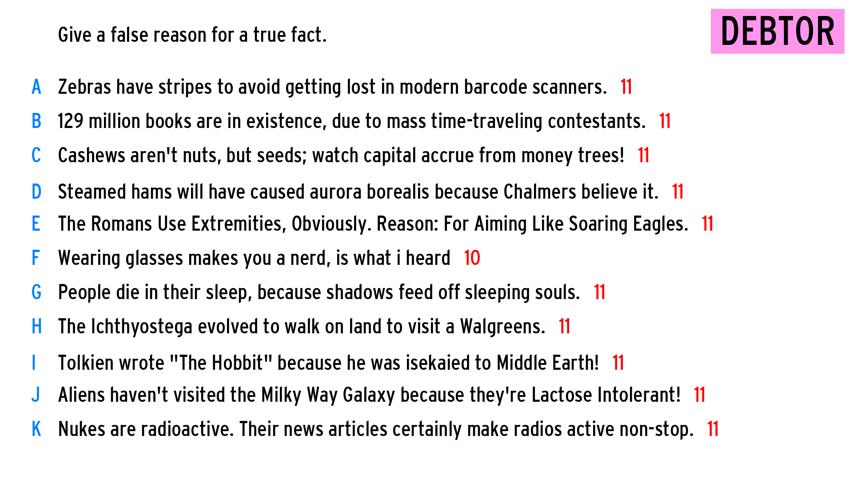 Give a false reason for a true fact.
DEBTOR
A Zebras have stripes to avoid getting lost in modern barcode scanners. 11
B 129 million books are in existence, due to mass time-traveling contestants. 11
C Cashews aren't nuts, but seeds; watch capital accrue from money trees! 11
D Steamed hams will have caused aurora borealis because Chalmers believe it. 11
E The Romans Use Extremities, Obviously. Reason: For Aiming Like Soaring Eagles. 11
F Wearing glasses makes you a nerd, is what i heard 10
G People die in their sleep, because shadows feed off sleeping souls. 11
H The Ichthyostega evolved to walk on land to visit a Walgreens. 11
I Tolkien wrote "The Hobbit" because he was isekaied to Middle Earth! 11
J Aliens haven't visited the Milky Way Galaxy because they're Lactose Intolerant! 11
K Nukes are radioactive. Their news articles certainly make radios active non-stop. 11